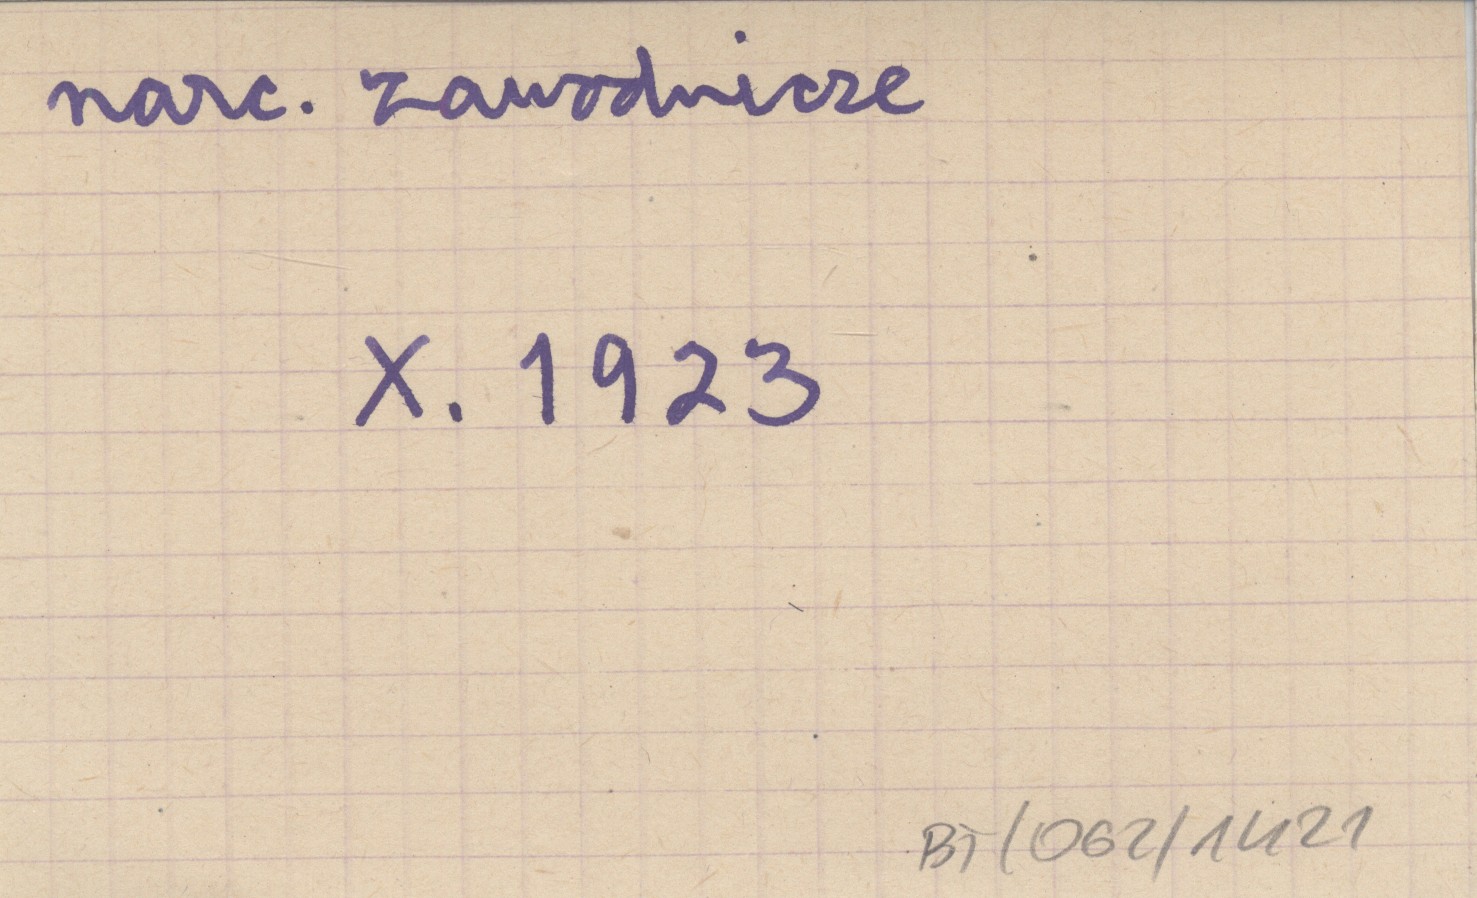 narc. zawodnicze
X. 1923
BT/062/1421